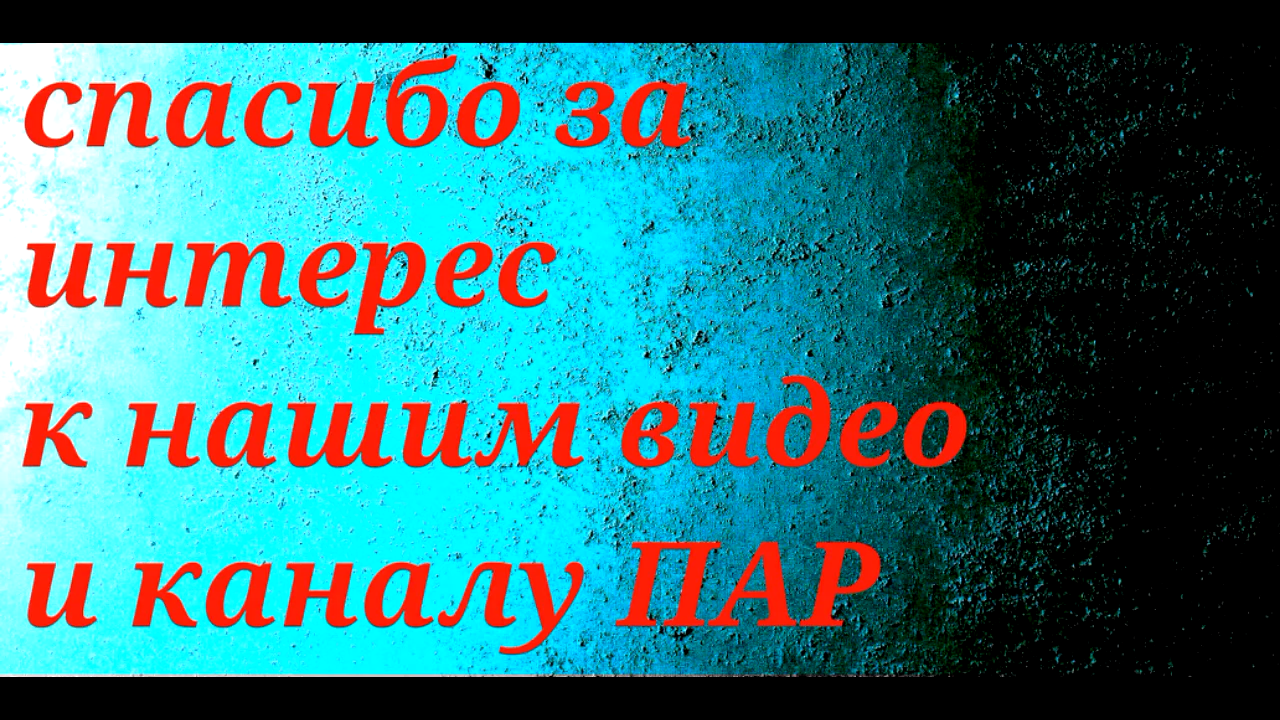 спасибо за
интерес
к нашим видео
и каналу ПАР